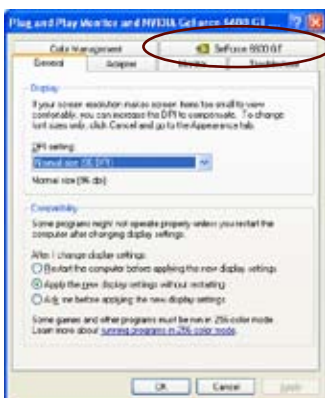 Plug and Play Monitor and NVIDIA GeForce 6600 GT
Color Management
GeForce 6600 GT
General
Adapter
Monitor
Troubleshoot
Display
If your screen resolution makes screen items too small to view
comfortably, you can increase the DPI to compensate. To change
font sizes only, click Cancel and go to the Appearance tab.
DPI setting:
Normal size (96 DPI)
Normal size (96 dpi)
Compatibility
Some programs might not operate properly unless you restart the
computer after changing display settings.
After I change display settings:
Restart the computer before applying the new display settings
Apply the new display settings without restarting
Ask me before applying the new display settings
Some games and other programs must be run in 256-color mode.
Learn more about running programs in 256-color mode.
OK
Cancel
Apply